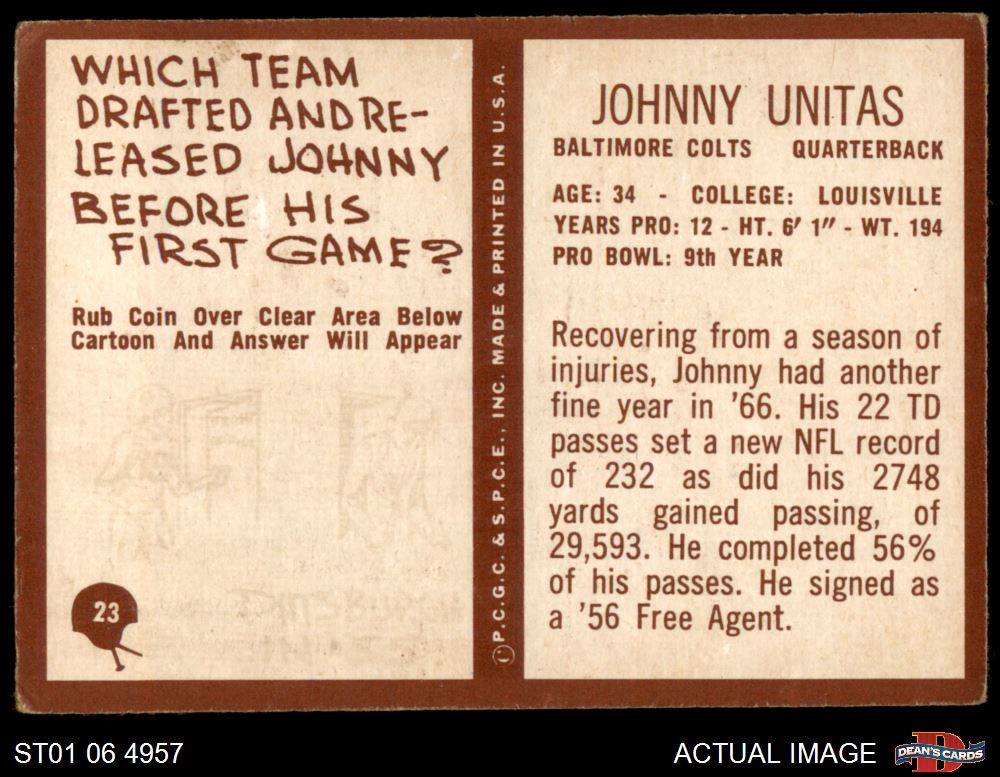 WHICH TEAM
DRAFTED AND RE-
LEASED JOHNNY
BEFORE HIS
FIRST GAME?
Rub Coin Over Clear Area Below
Cartoon And Answer Will Appear
23
© P.C.G.C. & S.P.C.E., INC. MADE & PRINTED IN U.S.A.
JOHNNY UNITAS
BALTIMORE COLTS QUARTERBACK
AGE: 34 - COLLEGE: LOUISVILLE
YEARS PRO: 12 - HT. 6′ 1″ - WT. 194
PRO BOWL: 9th YEAR
Recovering from a season of
injuries, Johnny had another
fine year in '66. His 22 TD
passes set a new NFL record
of 232 as did his 2748
yards gained passing, of
29,593. He completed 56%
of his passes. He signed as
a '56 Free Agent.
ST01 06 4957
ACTUAL IMAGE
DEAN'S CARDS